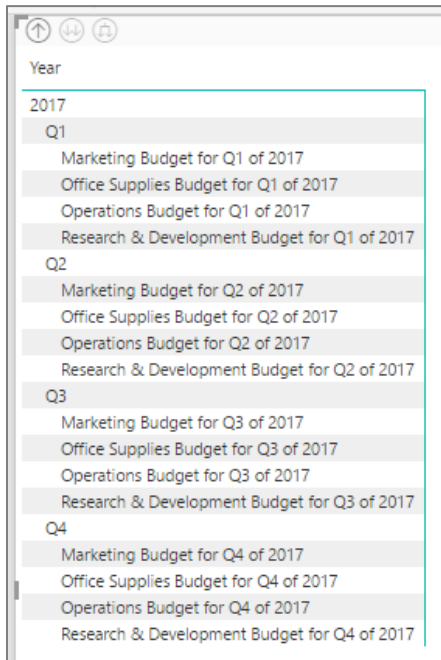 Year
2017
Q1
Marketing Budget for Q1 of 2017
Office Supplies Budget for Q1 of 2017
Operations Budget for Q1 of 2017
Research & Development Budget for Q1 of 2017
Q2
Marketing Budget for Q2 of 2017
Office Supplies Budget for Q2 of 2017
Operations Budget for Q2 of 2017
Research & Development Budget for Q2 of 2017
Q3
Marketing Budget for Q3 of 2017
Office Supplies Budget for Q3 of 2017
Operations Budget for Q3 of 2017
Research & Development Budget for Q3 of 2017
Q4
Marketing Budget for Q4 of 2017
Office Supplies Budget for Q4 of 2017
Operations Budget for Q4 of 2017
Research & Development Budget for Q4 of 2017